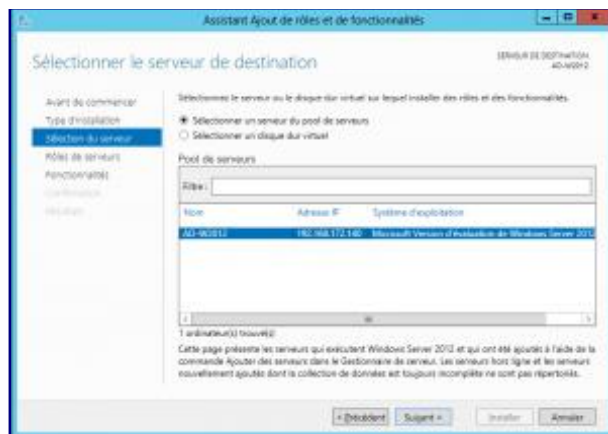 Assistant Ajout de rôles et de fonctionnalités
Sélectionner le serveur de destination
SERVEUR DE DESTINATION
AD-W2012
Avant de commencer
Type d'installation
Sélection du serveur
Rôles de serveurs
Fonctionnalités
Confirmation
Résultats
Sélectionnez le serveur ou le disque dur virtuel sur lequel installer des rôles et des fonctionnalités.
Sélectionner un serveur du pool de serveurs
Sélectionner un disque dur virtuel
Pool de serveurs
Filtre :
Nom Adresse IP Système d'exploitation
AD-W2012 192.168.172.140 Microsoft Version d'évaluation de Windows Server 2012
1 ordinateur(s) trouvé(s)
Cette page présente les serveurs qui exécutent Windows Server 2012 et qui ont été ajoutés à l'aide de la
commande Ajouter des serveurs dans le Gestionnaire de serveur. Les serveurs hors ligne et les serveurs
nouvellement ajoutés dont la collection de données est toujours incomplète ne sont pas répertoriés.
< Précédent Suivant > Installer Annuler